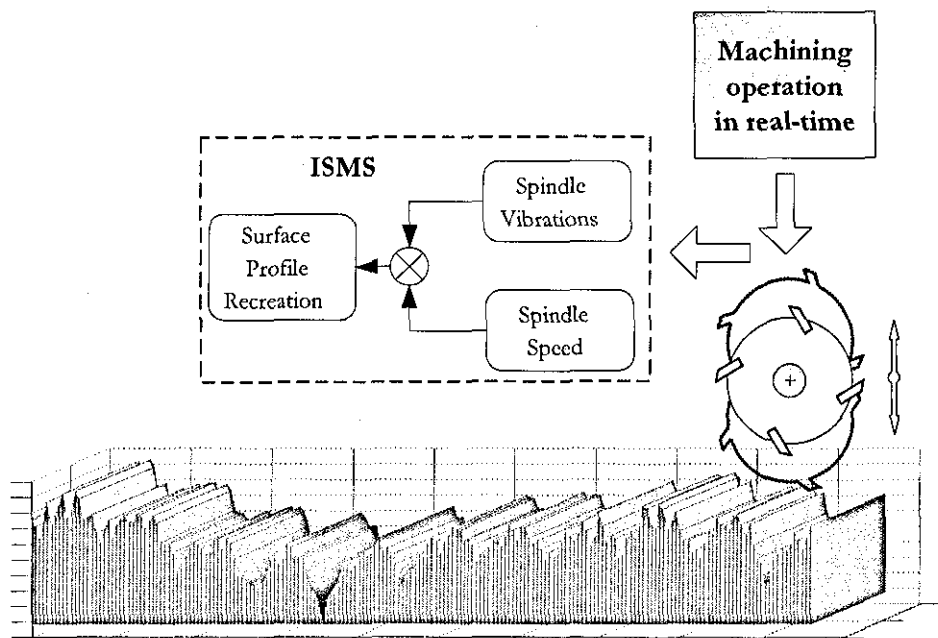 Machining
operation
in real-time
ISMS
Spindle
Vibrations
Surface
Profile
Recreation
Spindle
Speed